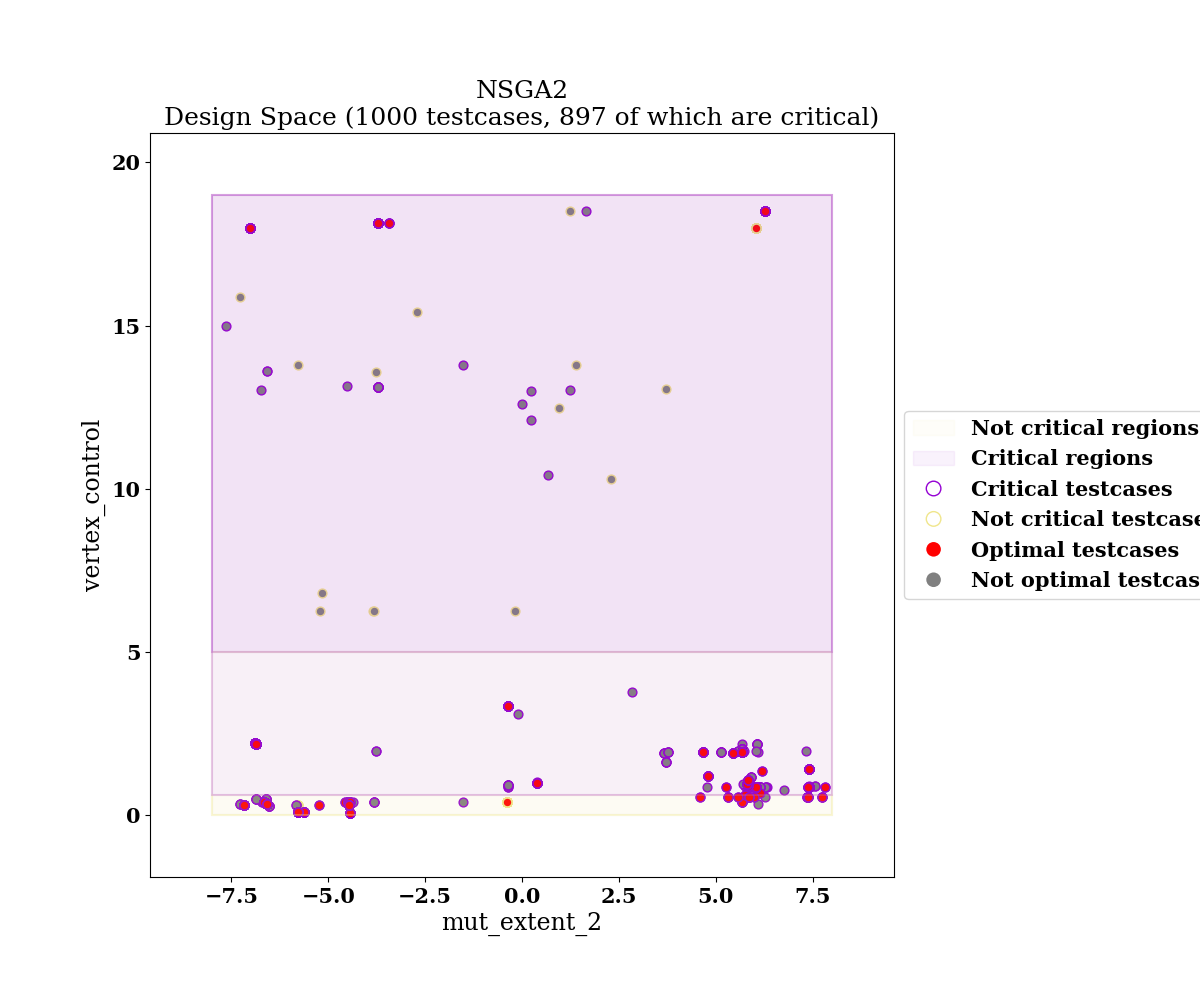 NSGA2
Design Space (1000 testcases, 897 of which are critical)
20
15
10
5
0
vertex_control
−7.5
−5.0
−2.5
0.0
2.5
5.0
7.5
mut_extent_2
Not critical regions
Critical regions
Critical testcases
Not critical testcase
Optimal testcases
Not optimal testcas